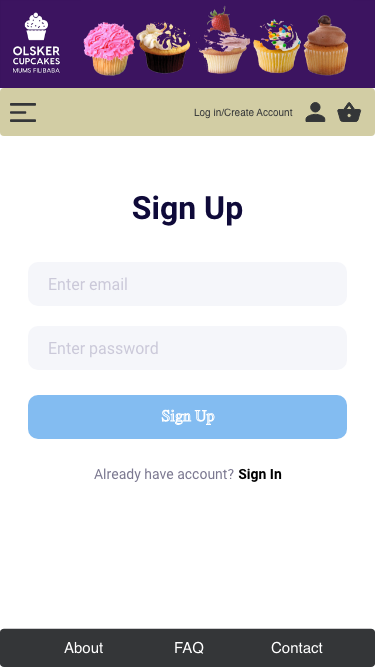 OLSKER
CUPCAKES
MUMS FILIBABA
Log in/Create Account
Sign Up
Enter email
Enter password
Sign Up
Already have account? Sign In
About FAQ Contact